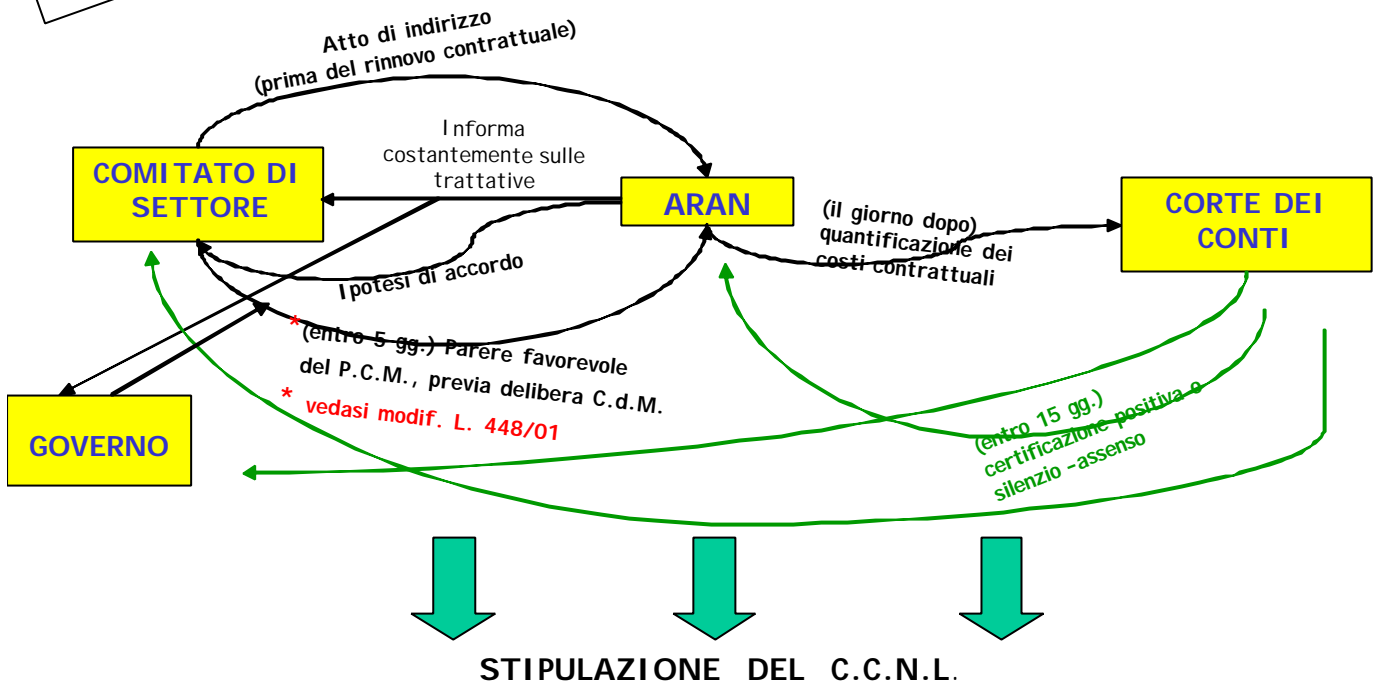 Atto di indirizzo
(prima del rinnovo contrattuale)
Informa
costantemente sulle
trattative
COMITATO DI
SETTORE
ARAN
(il giorno dopo)
quantificazione dei
costi contrattuali
CORTE DEI
CONTI
Ipotesi di accordo
* (entro 5 gg.) Parere favorevole
del P.C.M., previa delibera C.d.M.
* vedasi modif. L. 448/01
GOVERNO
(entro 15 gg.)
certificazione positiva o
silenzio -assenso
STIPULAZIONE DEL C.C.N.L.